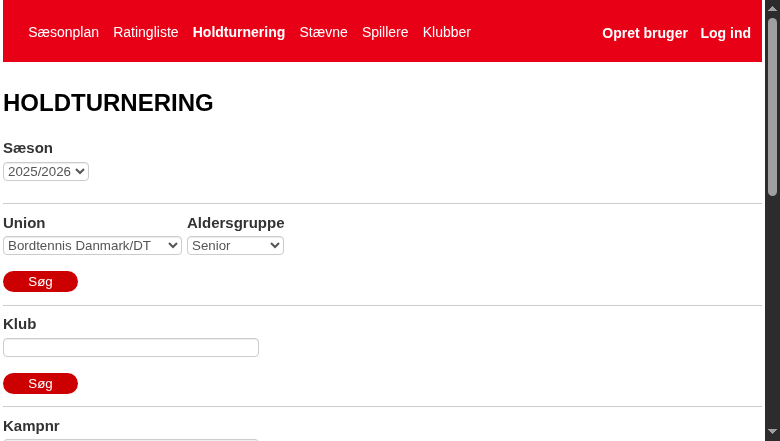 Sæsonplan Ratingliste Holdturnering Stævne Spillere Klubber Opret bruger Log ind
HOLDTURNERING
Sæson
2025/2026
Union Aldersgruppe
Bordtennis Danmark/DT Senior
Søg
Klub
Søg
Kampnr